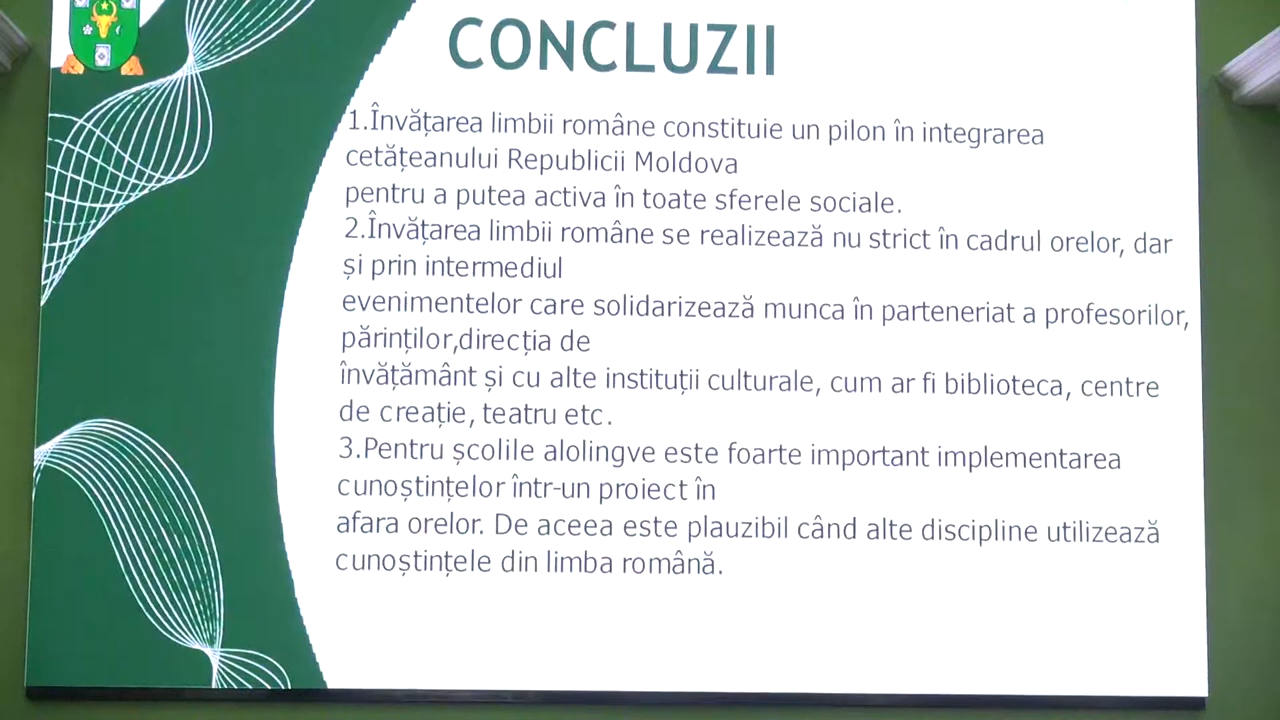 CONCLUZII
1.Învățarea limbii române constituie un pilon în integrarea
cetățeanului Republicii Moldova
pentru a putea activa în toate sferele sociale.
2.Învățarea limbii române se realizează nu strict în cadrul orelor, dar
și prin intermediul
evenimentelor care solidarizează munca în parteneriat a profesorilor,
părinților,direcția de
învățământ și cu alte instituții culturale, cum ar fi biblioteca, centre
de creație, teatru etc.
3.Pentru școlile alolingve este foarte important implementarea
cunoștințelor într-un proiect în
afara orelor. De aceea este plauzibil când alte discipline utilizează
cunoștințele din limba română.